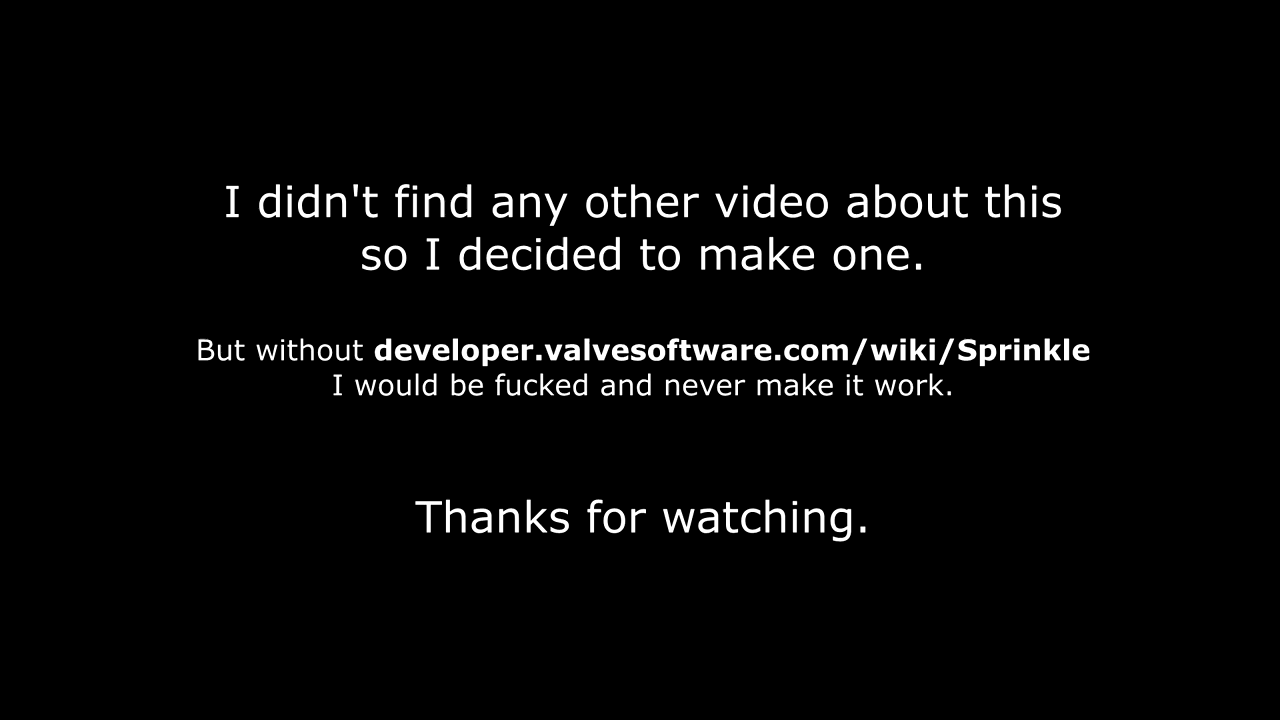 I didn't find any other video about this
so I decided to make one.
But without developer.valvesoftware.com/wiki/Sprinkle
I would be fucked and never make it work.
Thanks for watching.